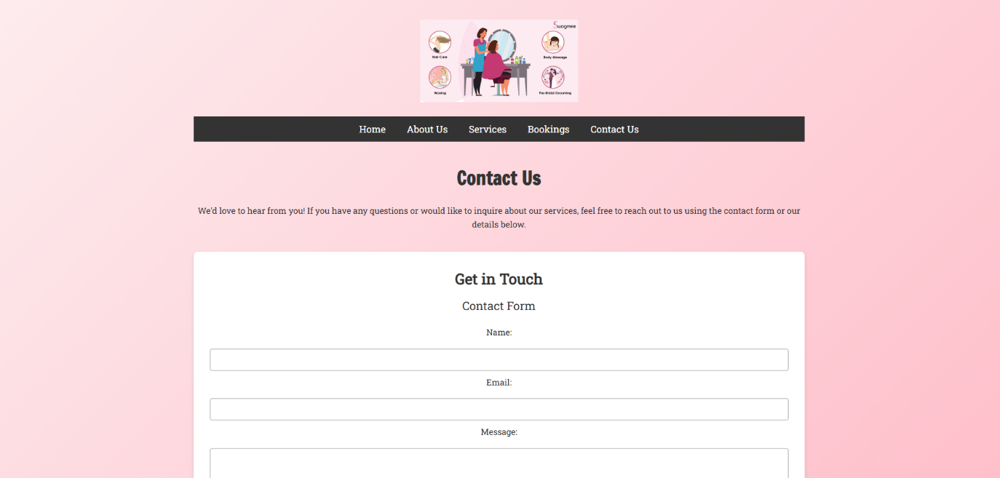 Swagmee
Hair Care
Body Massage
Waxing
Pre-Bridal Grooming
Home About Us Services Bookings Contact Us
Contact Us
We'd love to hear from you! If you have any questions or would like to inquire about our services, feel free to reach out to us using the contact form or our
details below.
Get in Touch
Contact Form
Name:
Email:
Message: